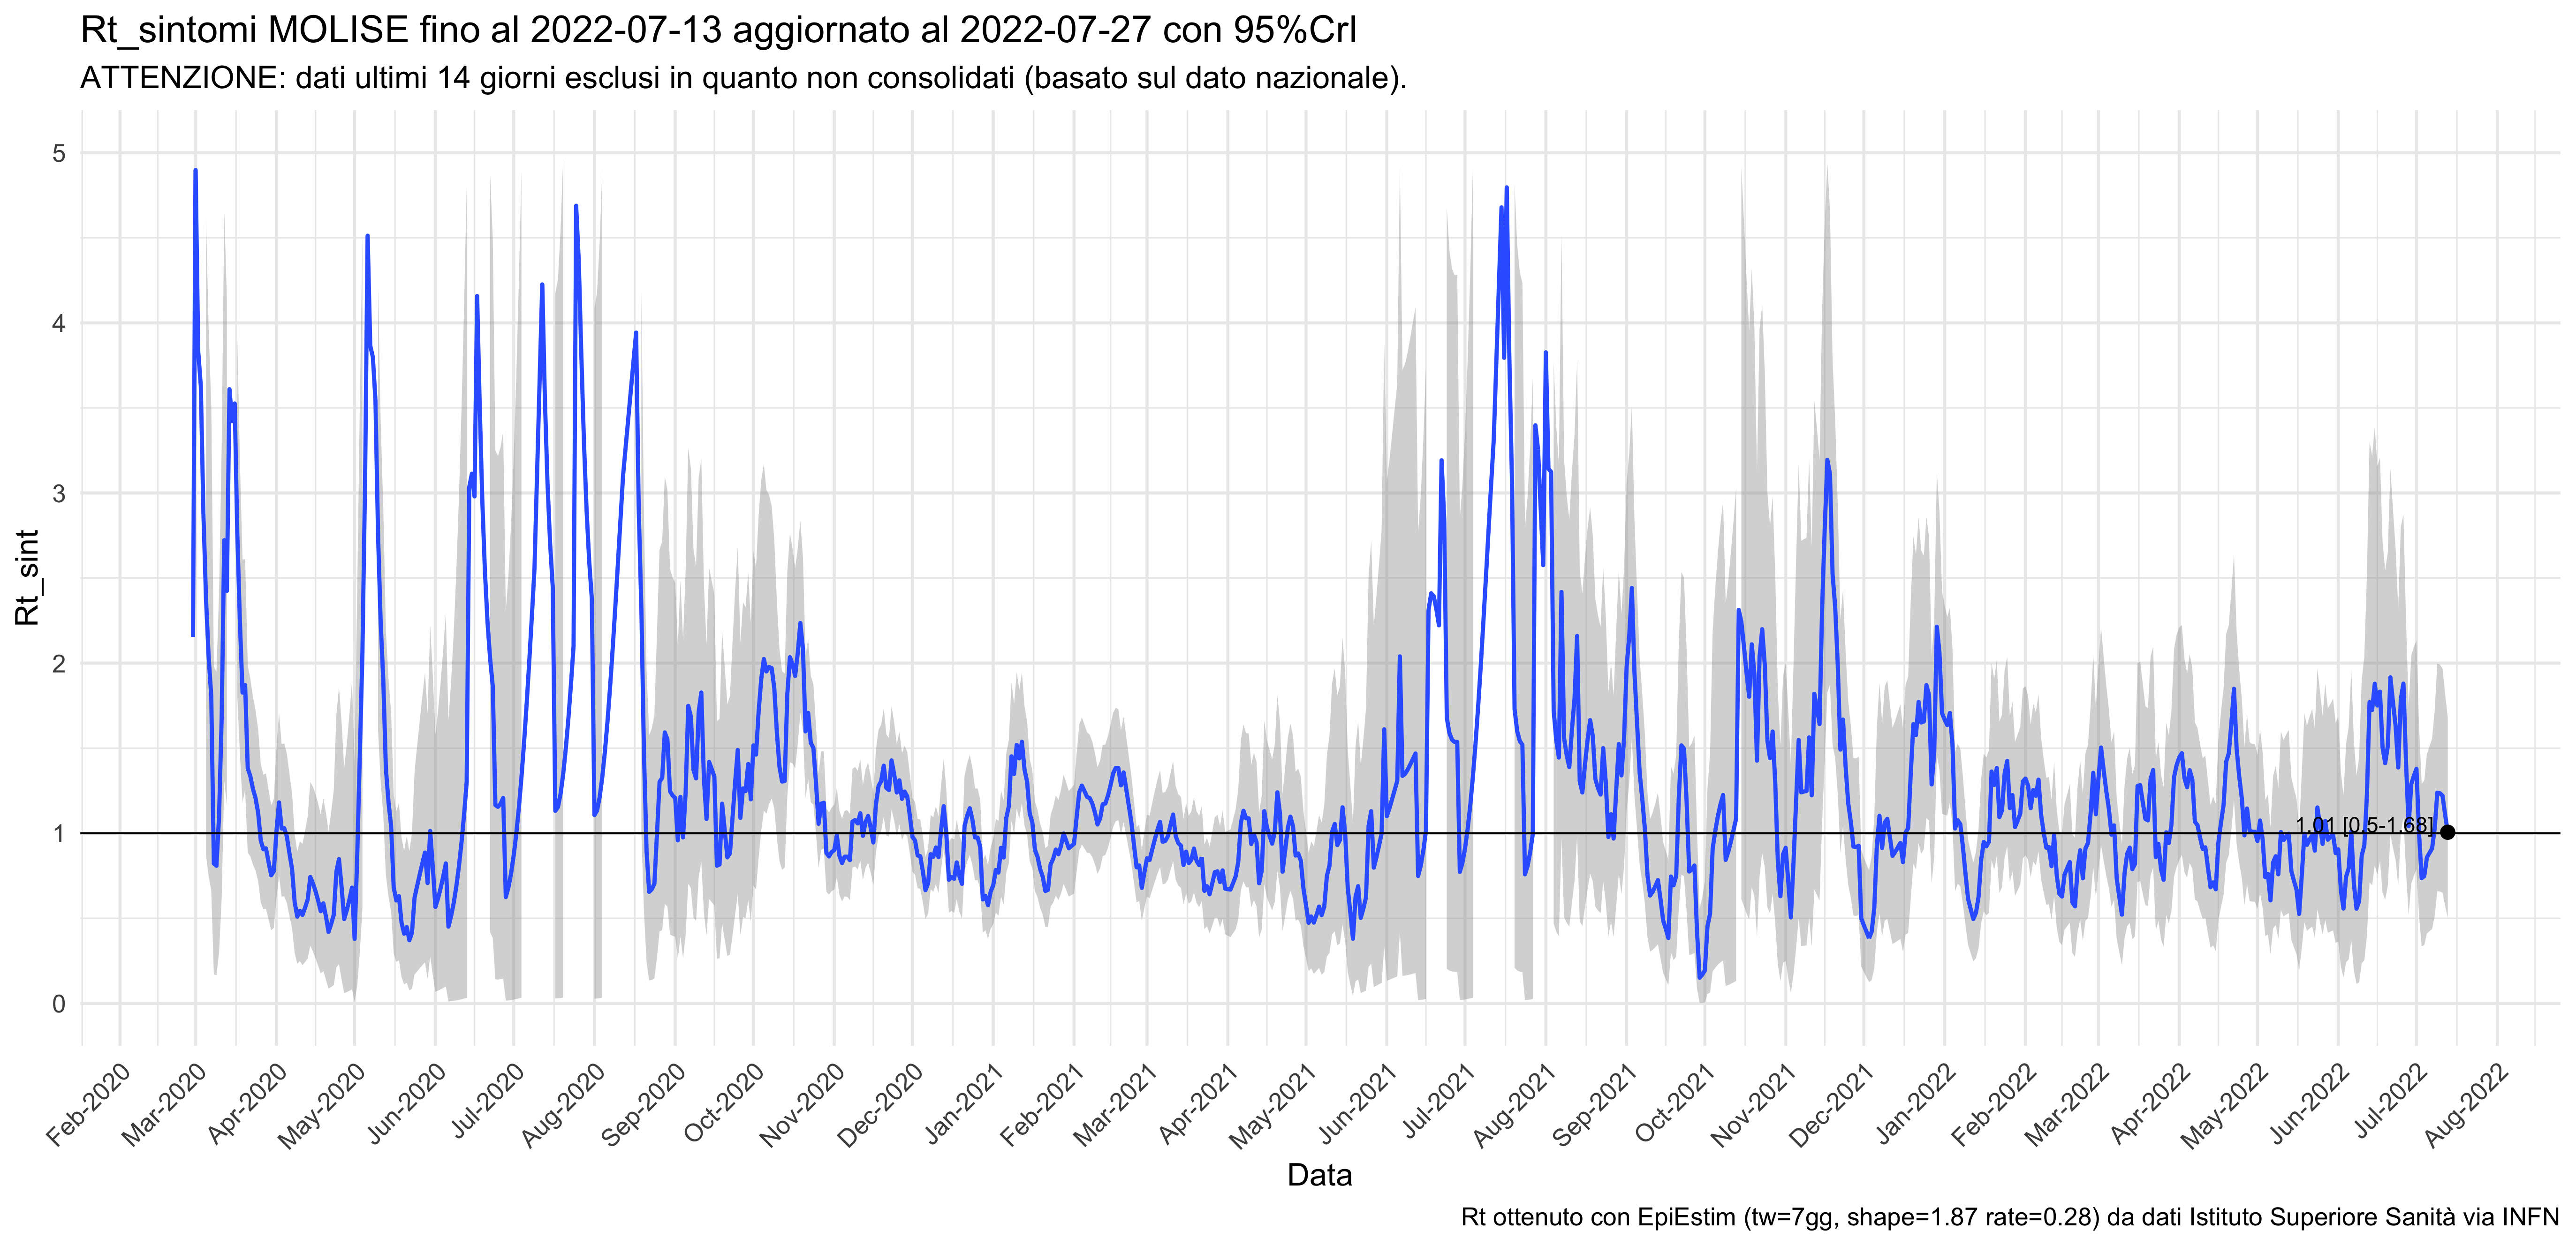 Rt_sintomi MOLISE fino al 2022-07-13 aggiornato al 2022-07-27 con 95%CrI
ATTENZIONE: dati ultimi 14 giorni esclusi in quanto non consolidati (basato sul dato nazionale).
5
4
3
2
1
0
Rt_sint
1.01 [0.5-1.68]
Feb-2020
Mar-2020
Apr-2020
May-2020
Jun-2020
Jul-2020
Aug-2020
Sep-2020
Oct-2020
Nov-2020
Dec-2020
Jan-2021
Feb-2021
Mar-2021
Apr-2021
May-2021
Jun-2021
Jul-2021
Aug-2021
Sep-2021
Oct-2021
Nov-2021
Dec-2021
Jan-2022
Feb-2022
Mar-2022
Apr-2022
May-2022
Jun-2022
Jul-2022
Aug-2022
Data
Rt ottenuto con EpiEstim (tw=7gg, shape=1.87 rate=0.28) da dati Istituto Superiore Sanità via INFN